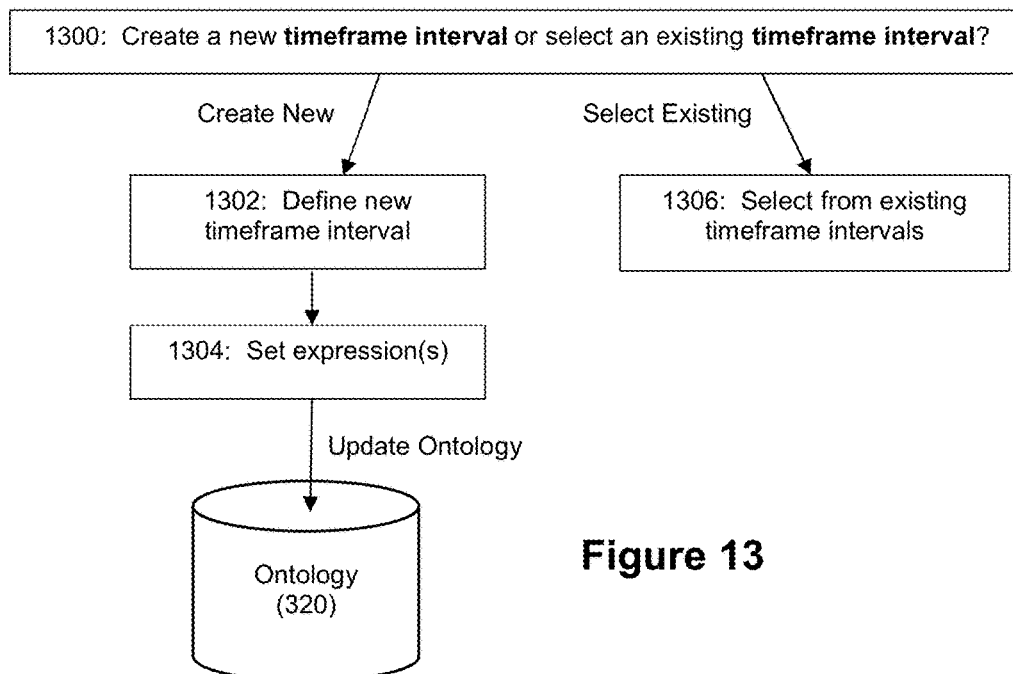 1300: Create a new timeframe interval or select an existing timeframe interval?
Create New
Select Existing
1302: Define new
timeframe interval
1306: Select from existing
timeframe intervals
1304: Set expression(s)
Update Ontology
Ontology
(320)
Figure 13